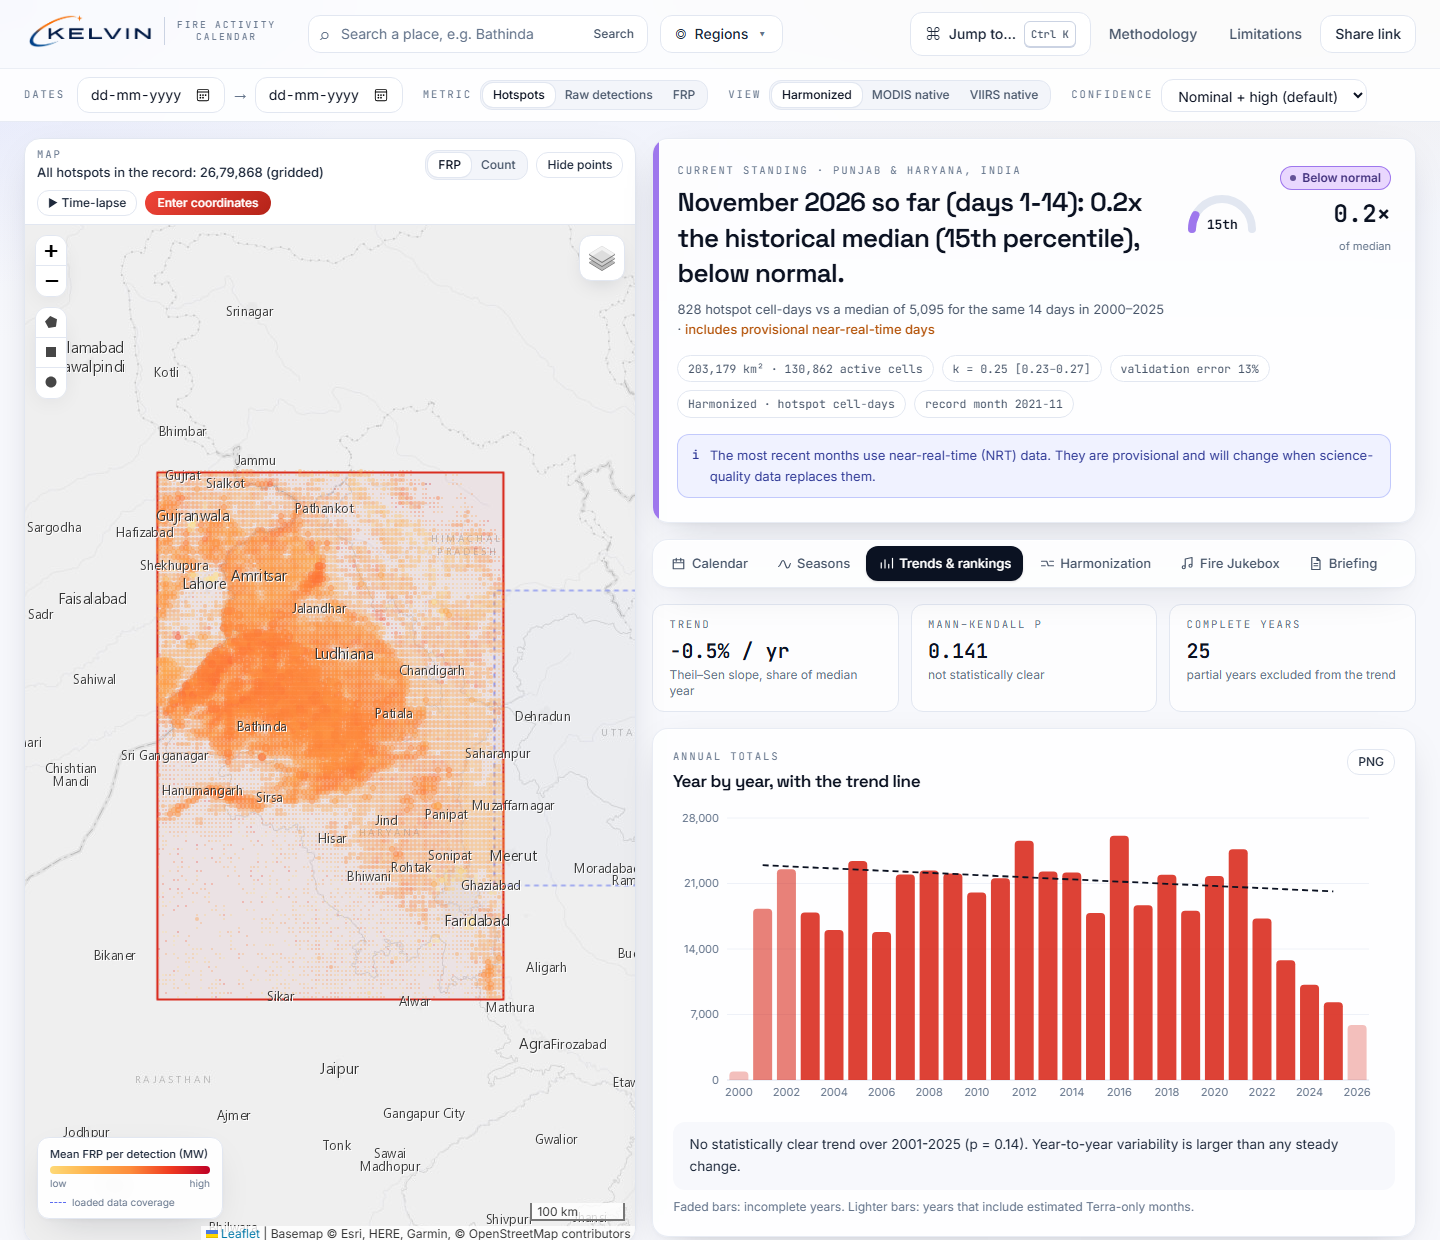 KELVIN
FIRE ACTIVITY
CALENDAR
Search a place, e.g. Bathinda
Search
Regions
Jump to...
Ctrl K
Methodology
Limitations
Share link
DATES
dd-mm-yyyy
→
dd-mm-yyyy
METRIC
Hotspots
Raw detections
FRP
VIEW
Harmonized
MODIS native
VIIRS native
CONFIDENCE
Nominal + high (default)
MAP
All hotspots in the record: 26,79,868 (gridded)
FRP
Count
Hide points
Time-lapse
Enter coordinates
+
−
Srinagar
lamabad
awalpindi
Kotli
Bhimbar
Jammu
Gujrat
Sialkot
Pathankot
Gujranwala
Sargodha
Hafizabad
HIMACHAL
PRADESH
Shekhupura
Lahore
Amritsar
Faisalabad
Sadr
Jalandhar
Ludhiana
Chandigarh
Sahiwal
Patiala
Dehradun
Bathinda
UTTA
ari
Sri Ganganagar
Saharanpur
Chishtian
Mandi
Hanumangarh
Sirsa
Muzaffarnagar
Jind
Panipat
HARYANA
Hisar
Sonipat
Meerut
Rohtak
Bhiwani
Moradabad
Ram
Ghaziabad
Faridabad
Bikaner
Aligarh
Bu
Sikar
Alwar
Mathura
Agra
Firozabad
Jaipur
RAJASTHAN
Etaw
Ajmer
Gangapur City
Jodhpur
Tonk
Sawai
Madhopur
Gwalior
Mean FRP per detection (MW)
low
high
loaded data coverage
Shivpuri
100 km
Leaflet | Basemap © Esri, HERE, Garmin, © OpenStreetMap contributors
CURRENT STANDING · PUNJAB & HARYANA, INDIA
November 2026 so far (days 1-14): 0.2x
the historical median (15th percentile),
below normal.
15th
Below normal
0.2×
of median
828 hotspot cell-days vs a median of 5,095 for the same 14 days in 2000–2025
· includes provisional near-real-time days
203,179 km² · 130,862 active cells
k = 0.25 [0.23–0.27]
validation error 13%
Harmonized · hotspot cell-days
record month 2021-11
i
The most recent months use near-real-time (NRT) data. They are provisional and will change when science-
quality data replaces them.
Calendar
Seasons
Trends & rankings
Harmonization
Fire Jukebox
Briefing
TREND
-0.5% / yr
Theil–Sen slope, share of median
year
MANN–KENDALL P
0.141
not statistically clear
COMPLETE YEARS
25
partial years excluded from the trend
ANNUAL TOTALS
Year by year, with the trend line
PNG
28,000
21,000
14,000
7,000
0
2000
2002
2004
2006
2008
2010
2012
2014
2016
2018
2020
2022
2024
2026
No statistically clear trend over 2001-2025 (p = 0.14). Year-to-year variability is larger than any steady
change.
Faded bars: incomplete years. Lighter bars: years that include estimated Terra-only months.